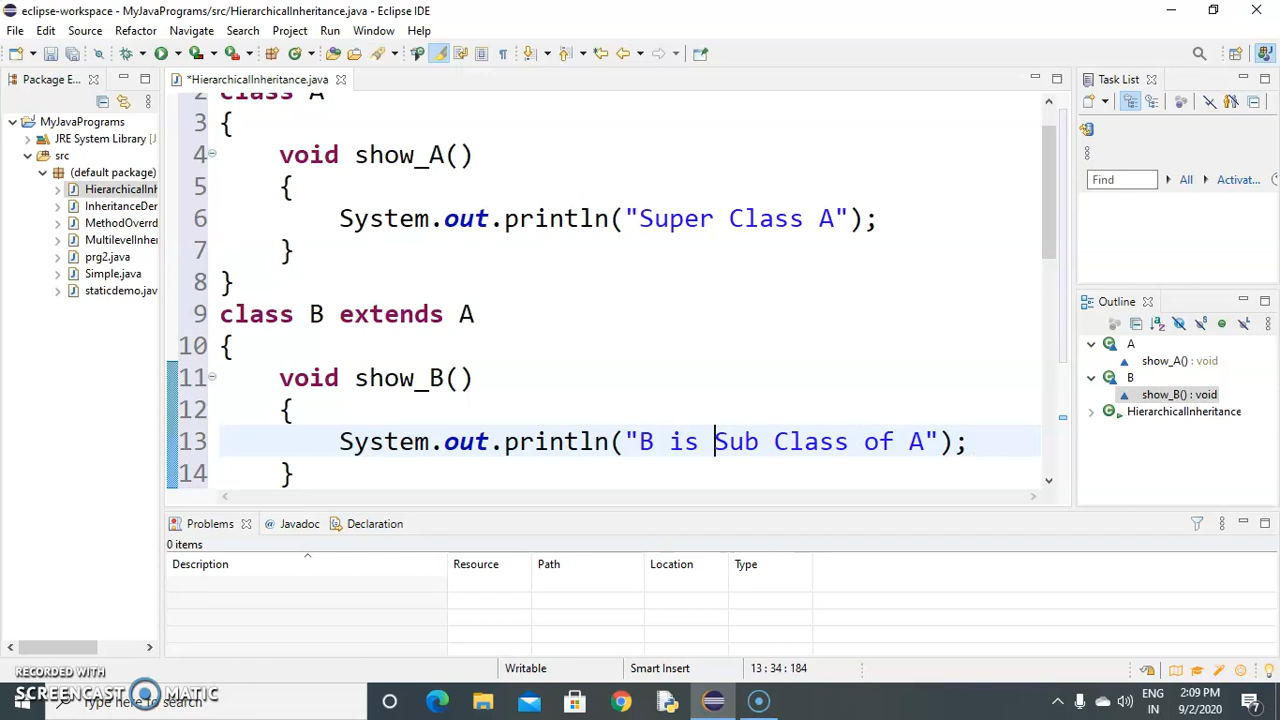 eclipse-workspace - MyJavaPrograms/src/HierarchicalInheritance.java - Eclipse IDE
File Edit Source Refactor Navigate Search Project Run Window Help
Package E...
*HierarchicalInheritance.java
Task List
MyJavaPrograms
JRE System Library [J
src
(default package)
HierarchicalInh
InheritanceDer
MethodOverrd
MultilevelInher
prg2.java
Simple.java
staticdemo.jav
2 class A
3 {
4 void show_A()
5 {
6 System.out.println("Super Class A");
7 }
8 }
9 class B extends A
10 {
11 void show_B()
12 {
13 System.out.println("B is Sub Class of A");
14 }
Find All Activat...
Outline
A
show_A() : void
B
show_B() : void
HierarchicalInheritance
Problems Javadoc Declaration
0 items
Description Resource Path Location Type
Writable Smart Insert 13 : 34 : 184
RECORDED WITH
SCREENCAST MATIC
Type here to search
ENG 2:09 PM
IN 9/2/2020
7